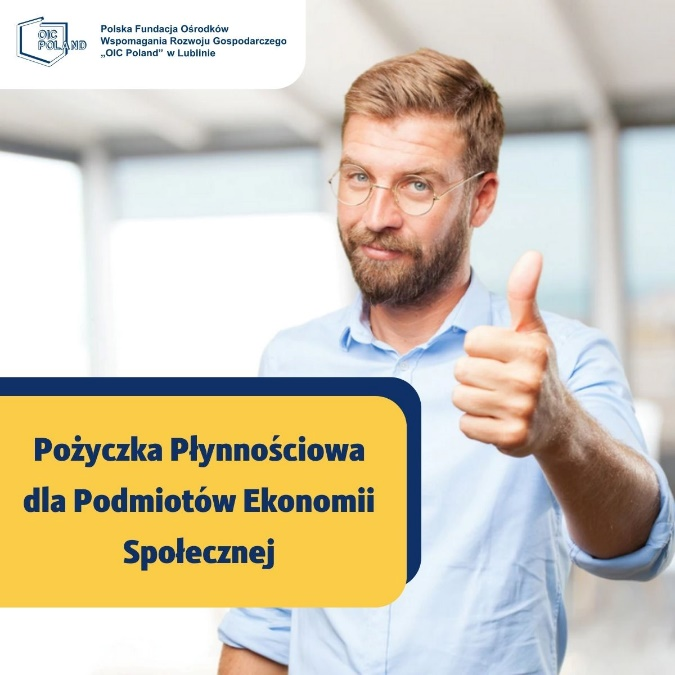 OIC
POLAND
Polska Fundacja Ośrodków
Wspomagania Rozwoju Gospodarczego
„OIC Poland” w Lublinie
Pożyczka Płynnościowa
dla Podmiotów Ekonomii
Społecznej